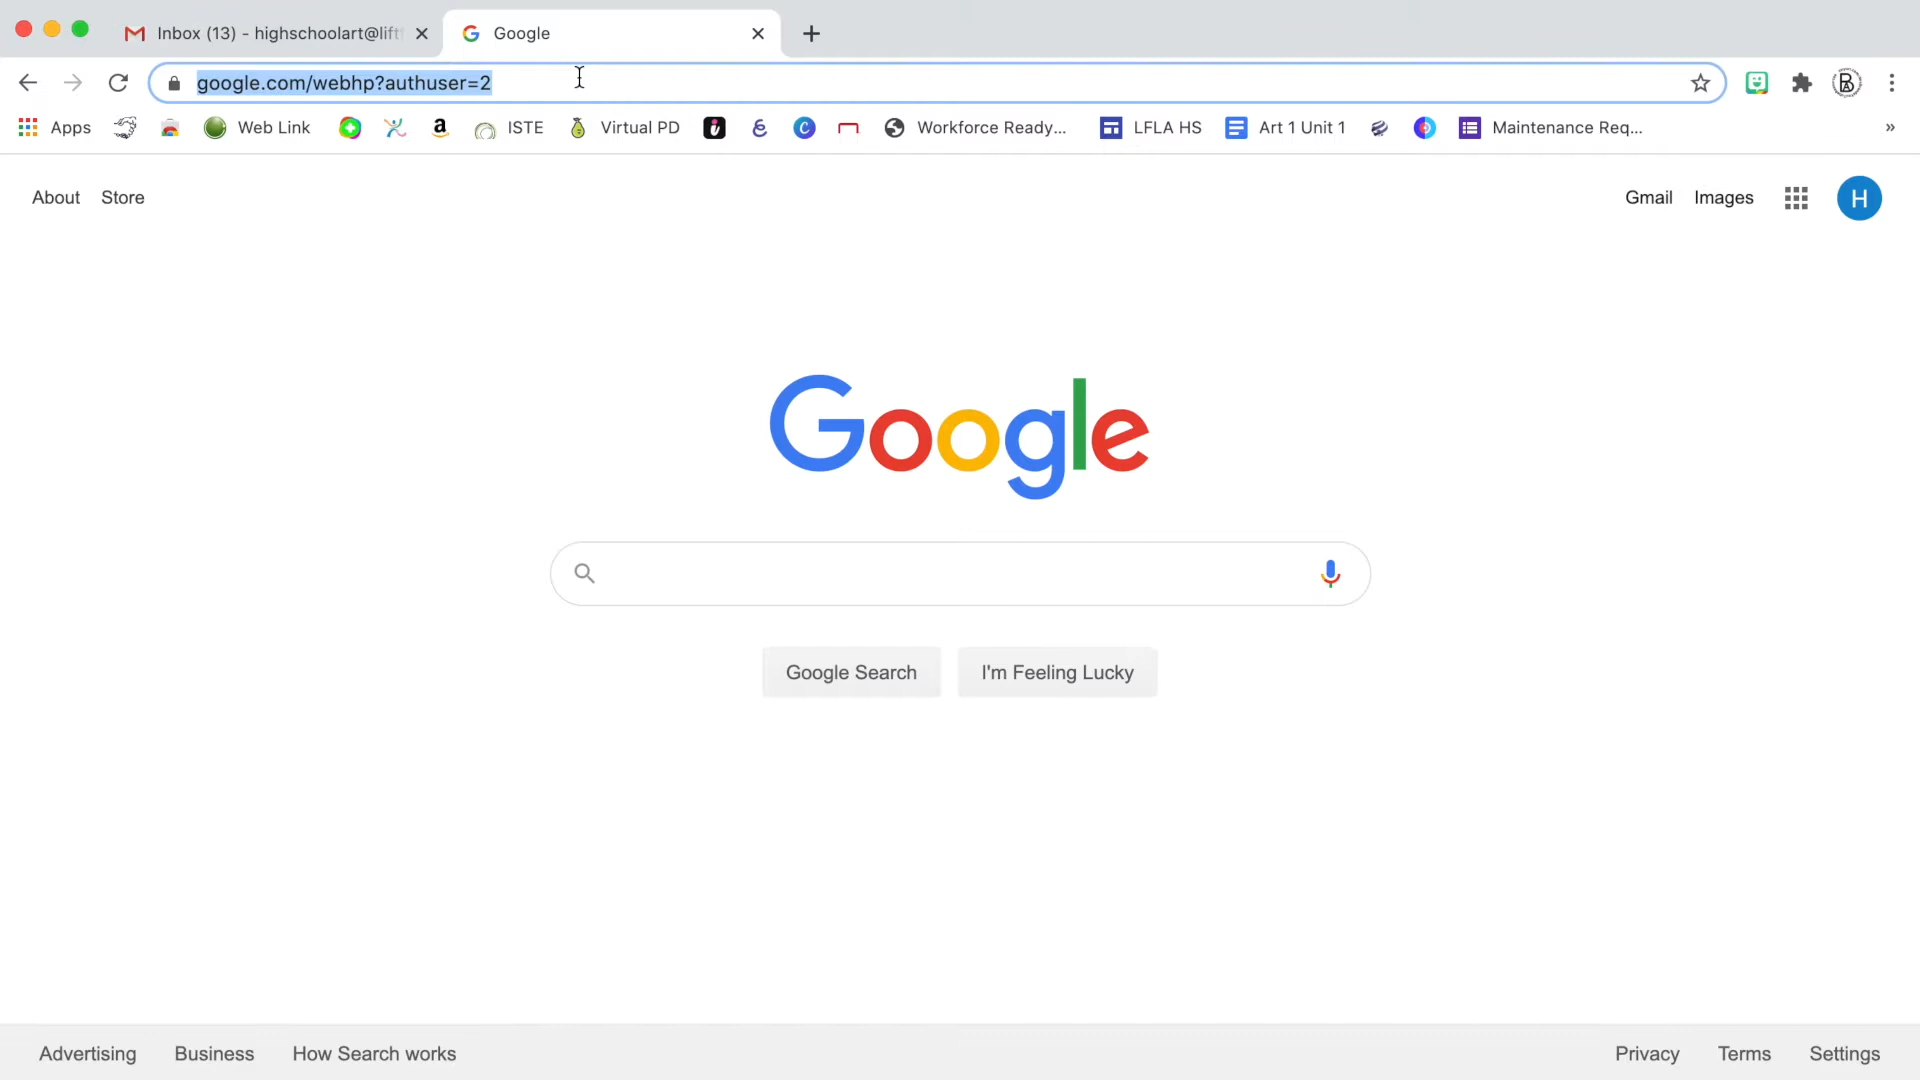 Inbox (13) - highschoolart@lift
Google
google.com/webhp?authuser=2
Apps
Web Link
ISTE
Virtual PD
Workforce Ready...
LFLA HS
Art 1 Unit 1
Maintenance Req...
»
About Store
Gmail Images
H
Google
Google Search I'm Feeling Lucky
Advertising Business How Search works
Privacy Terms Settings